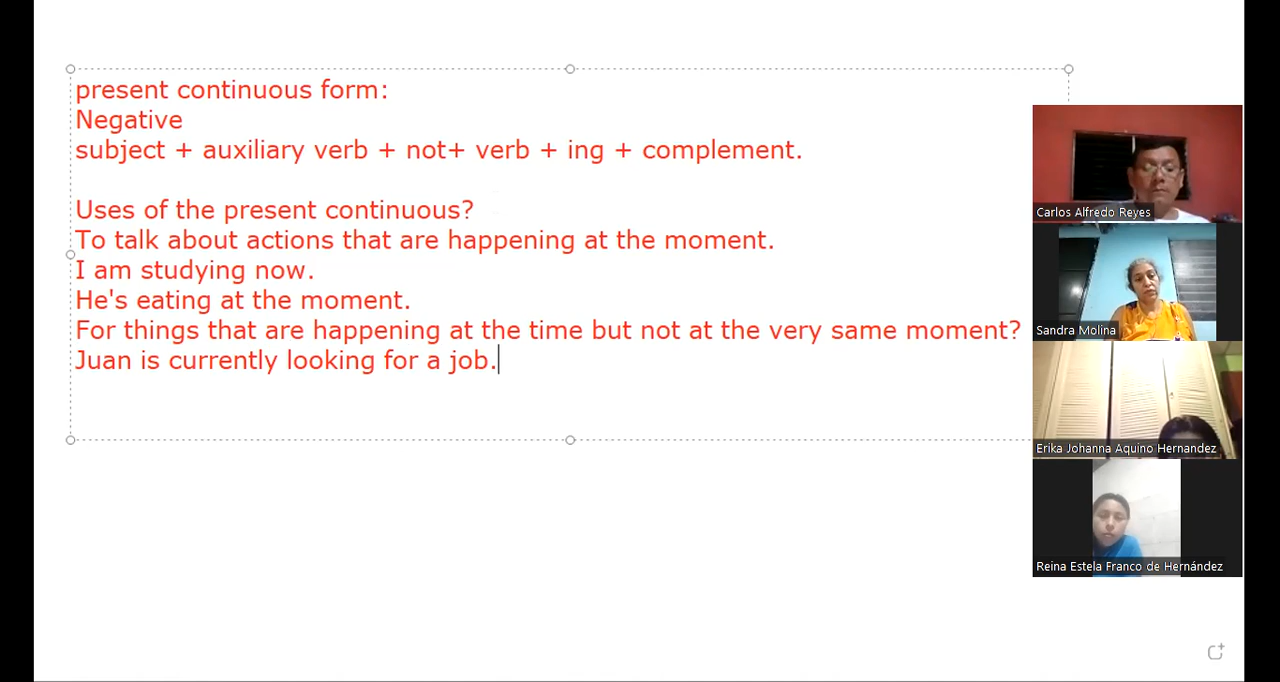 present continuous form:
Negative
subject + auxiliary verb + not+ verb + ing + complement.
Uses of the present continuous?
To talk about actions that are happening at the moment.
I am studying now.
He's eating at the moment.
For things that are happening at the time but not at the very same moment?
Juan is currently looking for a job.
Carlos Alfredo Reyes
Sandra Molina
Erika Johanna Aquino Hernandez
Reina Estela Franco de Hernández